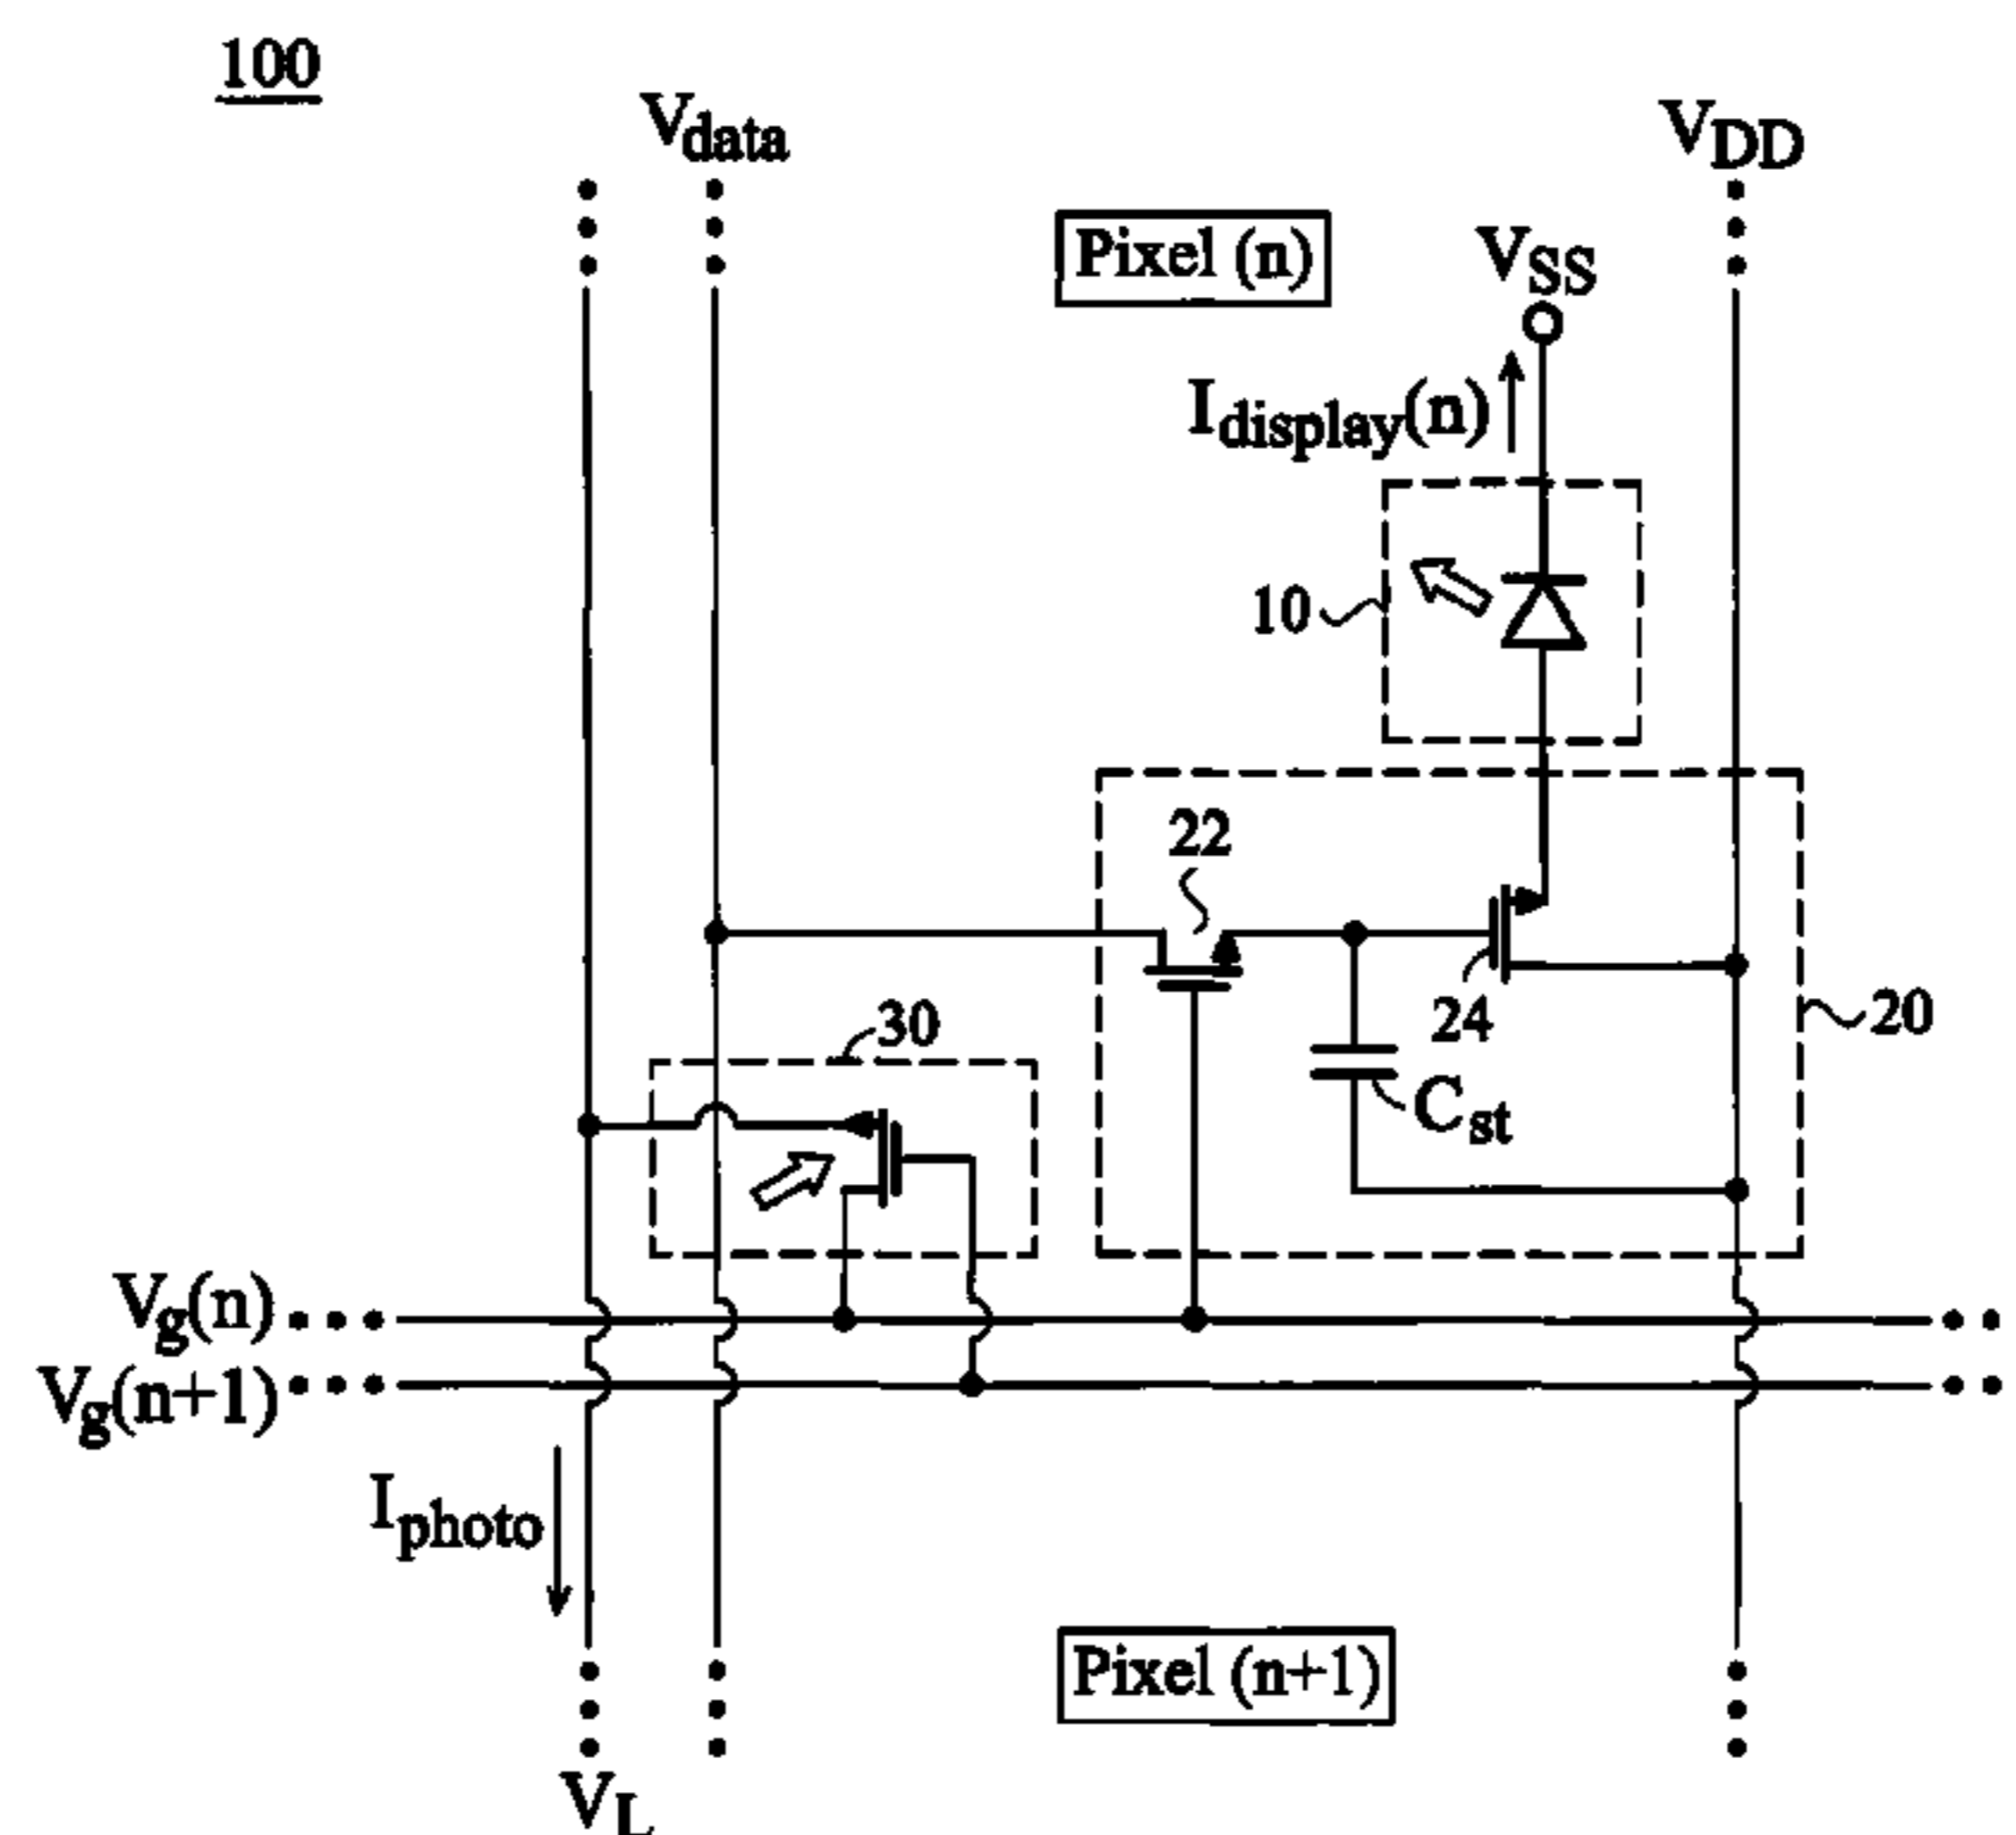 100
Vdata
VDD
Pixel (n)
VSS
Idisplay(n)
10
22
30
24
20
Cst
Vg(n)
Vg(n+1)
Iphoto
Pixel (n+1)
VL